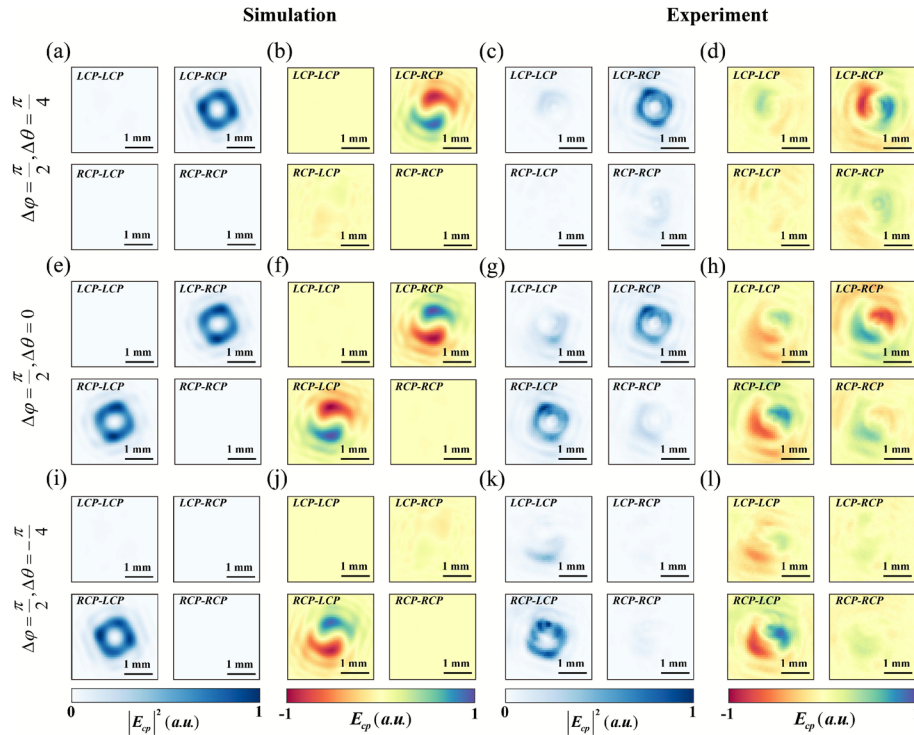 Simulation Experiment
(a) (b) (c) (d)
Δφ = π/2, Δθ = π/4
LCP-LCP LCP-RCP LCP-LCP LCP-RCP LCP-LCP LCP-RCP LCP-LCP LCP-RCP
1 mm 1 mm 1 mm 1 mm 1 mm 1 mm 1 mm 1 mm
RCP-LCP RCP-RCP RCP-LCP RCP-RCP RCP-LCP RCP-RCP RCP-LCP RCP-RCP
1 mm 1 mm 1 mm 1 mm 1 mm 1 mm 1 mm 1 mm
(e) (f) (g) (h)
Δφ = π/2, Δθ = 0
LCP-LCP LCP-RCP LCP-LCP LCP-RCP LCP-LCP LCP-RCP LCP-LCP LCP-RCP
1 mm 1 mm 1 mm 1 mm 1 mm 1 mm 1 mm 1 mm
RCP-LCP RCP-RCP RCP-LCP RCP-RCP RCP-LCP RCP-RCP RCP-LCP RCP-RCP
1 mm 1 mm 1 mm 1 mm 1 mm 1 mm 1 mm 1 mm
(i) (j) (k) (l)
Δφ = π/2, Δθ = −π/4
LCP-LCP LCP-RCP LCP-LCP LCP-RCP LCP-LCP LCP-RCP LCP-LCP LCP-RCP
1 mm 1 mm 1 mm 1 mm 1 mm 1 mm 1 mm 1 mm
RCP-LCP RCP-RCP RCP-LCP RCP-RCP RCP-LCP RCP-RCP RCP-LCP RCP-RCP
1 mm 1 mm 1 mm 1 mm 1 mm 1 mm 1 mm 1 mm
0 |E_cp|² (a.u.) 1 -1 E_cp (a.u.) 1 0 |E_cp|² (a.u.) 1 -1 E_cp (a.u.) 1